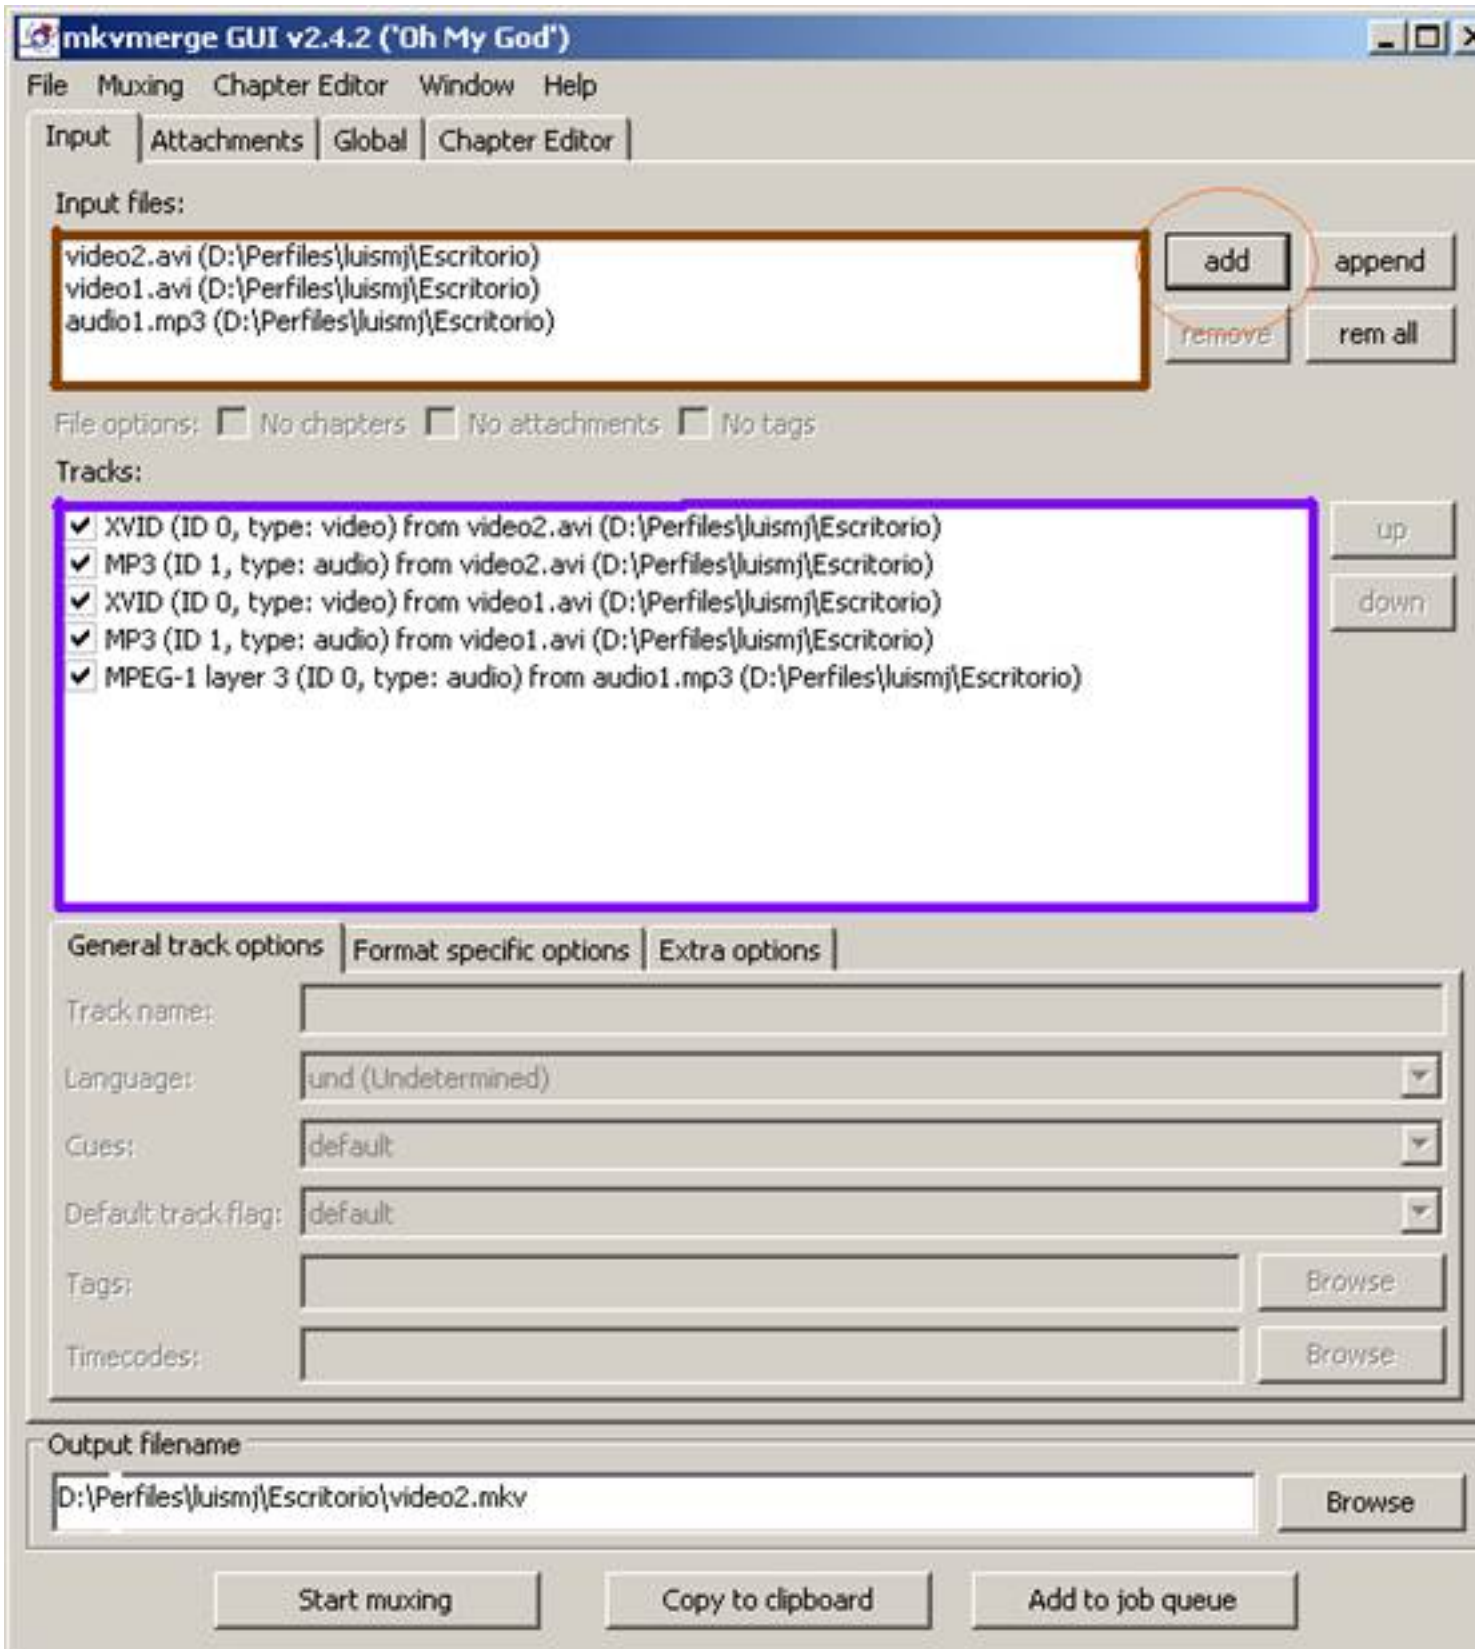 mkvmerge GUI v2.4.2 ('Oh My God')
File Muxing Chapter Editor Window Help
Input Attachments Global Chapter Editor
Input files:
video2.avi (D:\Perfiles\luismj\Escritorio)
video1.avi (D:\Perfiles\luismj\Escritorio)
audio1.mp3 (D:\Perfiles\luismj\Escritorio)
add append
remove rem all
File options: No chapters No attachments No tags
Tracks:
XVID (ID 0, type: video) from video2.avi (D:\Perfiles\luismj\Escritorio)
MP3 (ID 1, type: audio) from video2.avi (D:\Perfiles\luismj\Escritorio)
XVID (ID 0, type: video) from video1.avi (D:\Perfiles\luismj\Escritorio)
MP3 (ID 1, type: audio) from video1.avi (D:\Perfiles\luismj\Escritorio)
MPEG-1 layer 3 (ID 0, type: audio) from audio1.mp3 (D:\Perfiles\luismj\Escritorio)
up
down
General track options Format specific options Extra options
Track name:
Language: und (Undetermined)
Cues: default
Default track flag: default
Tags: Browse
Timecodes: Browse
Output filename
D:\Perfiles\luismj\Escritorio\video2.mkv Browse
Start muxing Copy to clipboard Add to job queue